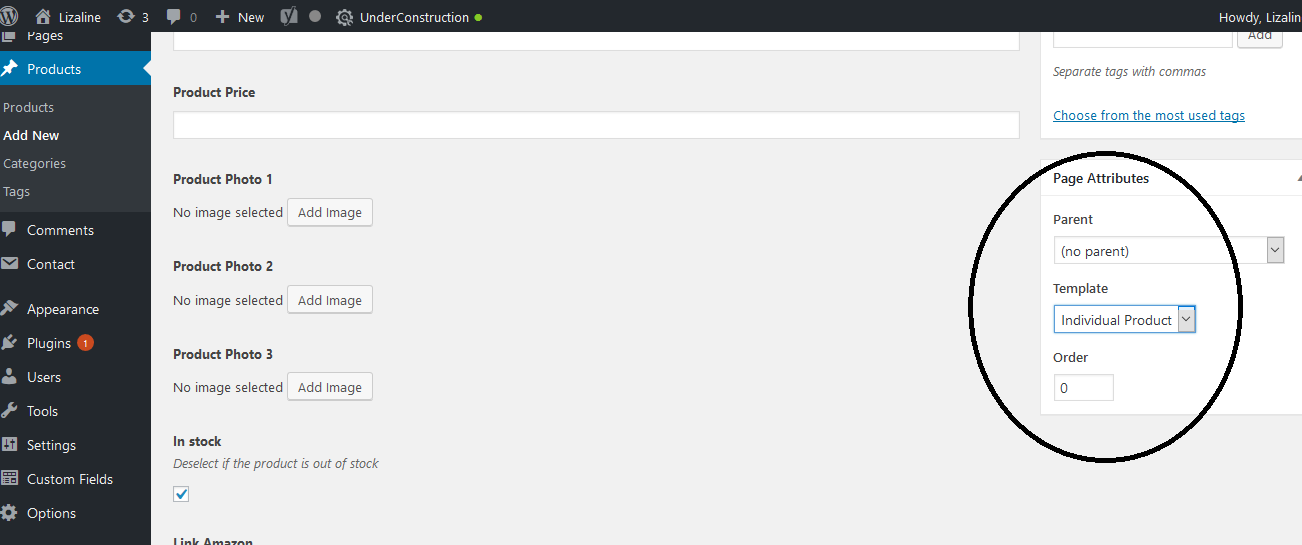 Lizaline 3 0 New UnderConstruction Howdy, Lizalin
Pages
Products
Products
Add New
Categories
Tags
Comments
Contact
Appearance
Plugins 1
Users
Tools
Settings
Custom Fields
Options
Product Price
Product Photo 1
No image selected Add Image
Product Photo 2
No image selected Add Image
Product Photo 3
No image selected Add Image
In stock
Deselect if the product is out of stock
Link Amazon
Add
Separate tags with commas
Choose from the most used tags
Page Attributes
Parent
(no parent)
Template
Individual Product
Order
0